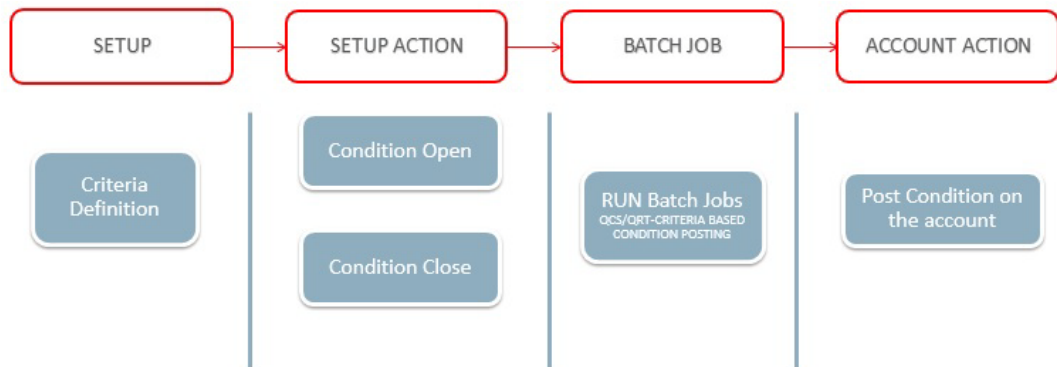 SETUP
SETUP ACTION
BATCH JOB
ACCOUNT ACTION
Criteria
Definition
Condition Open
Condition Close
RUN Batch Jobs
QCS/QRT-CRITERIA BASED
CONDITION POSTING
Post Condition on
the account